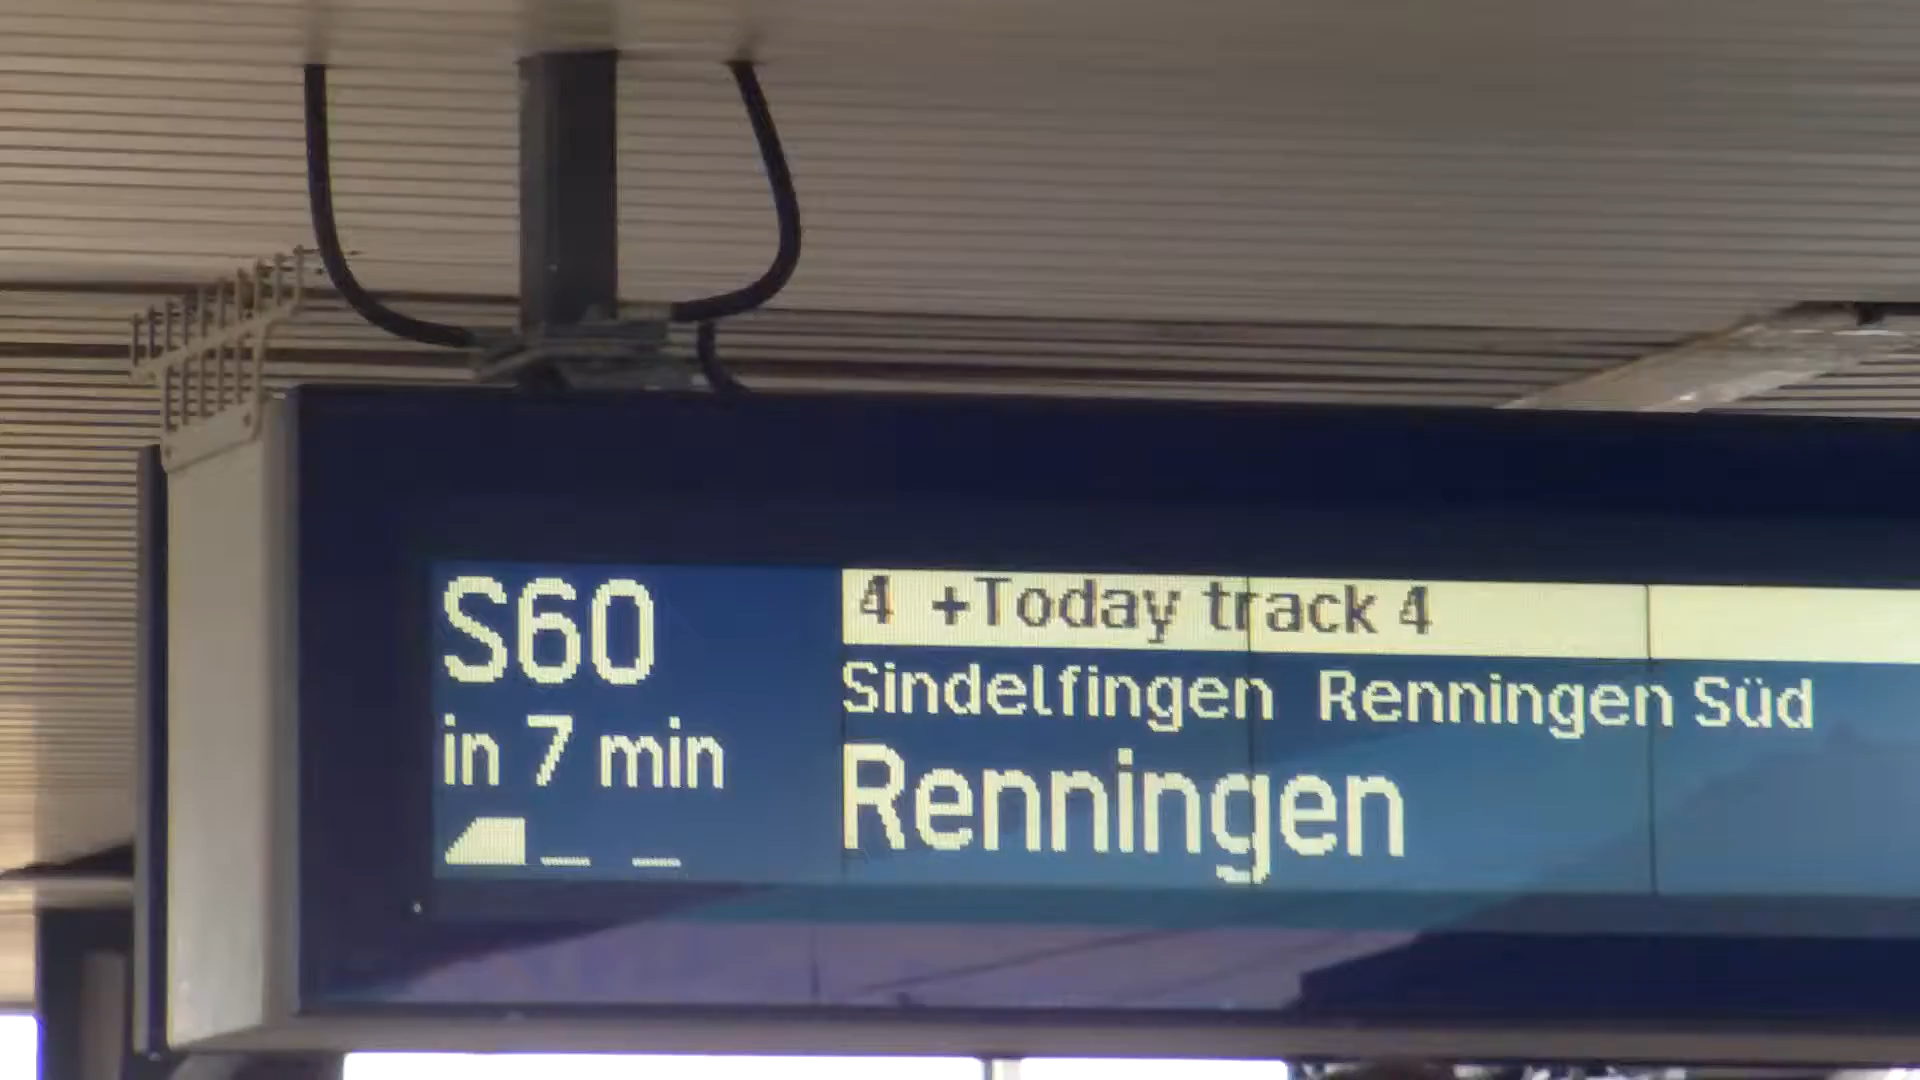 S60
in 7 min
4 +Today track 4
Sindelfingen Renningen Süd
Renningen